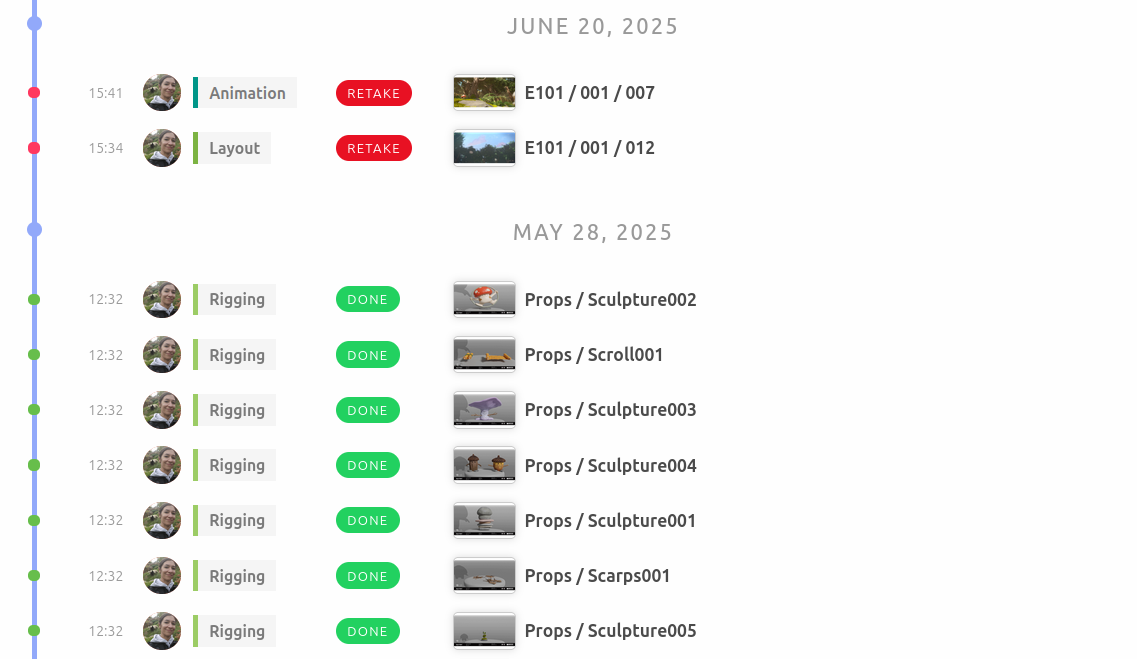 JUNE 20, 2025
15:41 Animation RETAKE E101 / 001 / 007
15:34 Layout RETAKE E101 / 001 / 012
MAY 28, 2025
12:32 Rigging DONE Props / Sculpture002
12:32 Rigging DONE Props / Scroll001
12:32 Rigging DONE Props / Sculpture003
12:32 Rigging DONE Props / Sculpture004
12:32 Rigging DONE Props / Sculpture001
12:32 Rigging DONE Props / Scarps001
12:32 Rigging DONE Props / Sculpture005